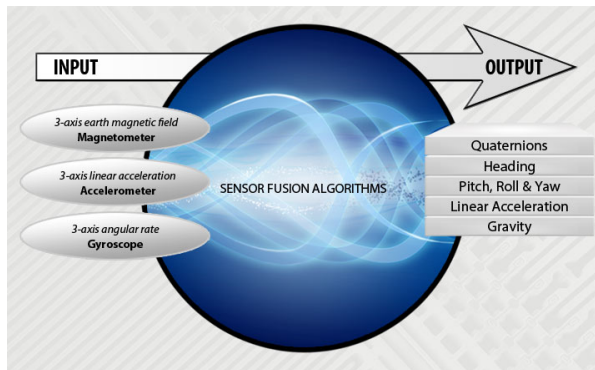 INPUT
OUTPUT
3-axis earth magnetic field
Magnetometer
3-axis linear acceleration
Accelerometer
3-axis angular rate
Gyroscope
SENSOR FUSION ALGORITHMS
Quaternions
Heading
Pitch, Roll & Yaw
Linear Acceleration
Gravity